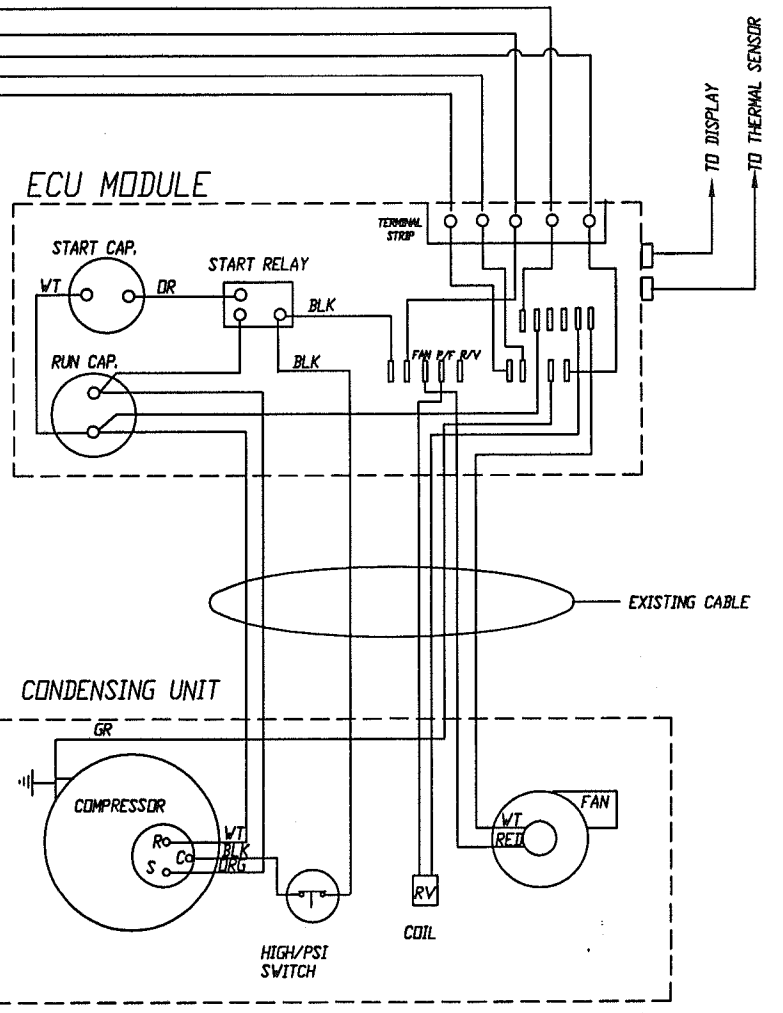 TO DISPLAY
TO THERMAL SENSOR
ECU MODULE
TERMINAL
STRIP
START CAP.
START RELAY
WT
OR
BLK
RUN CAP.
BLK
FAN P/F R/V
EXISTING CABLE
CONDENSING UNIT
GR
COMPRESSOR
FAN
R
WT
WT
C
BLK
RED
S
ORG
RV
COIL
HIGH/PSI
SWITCH